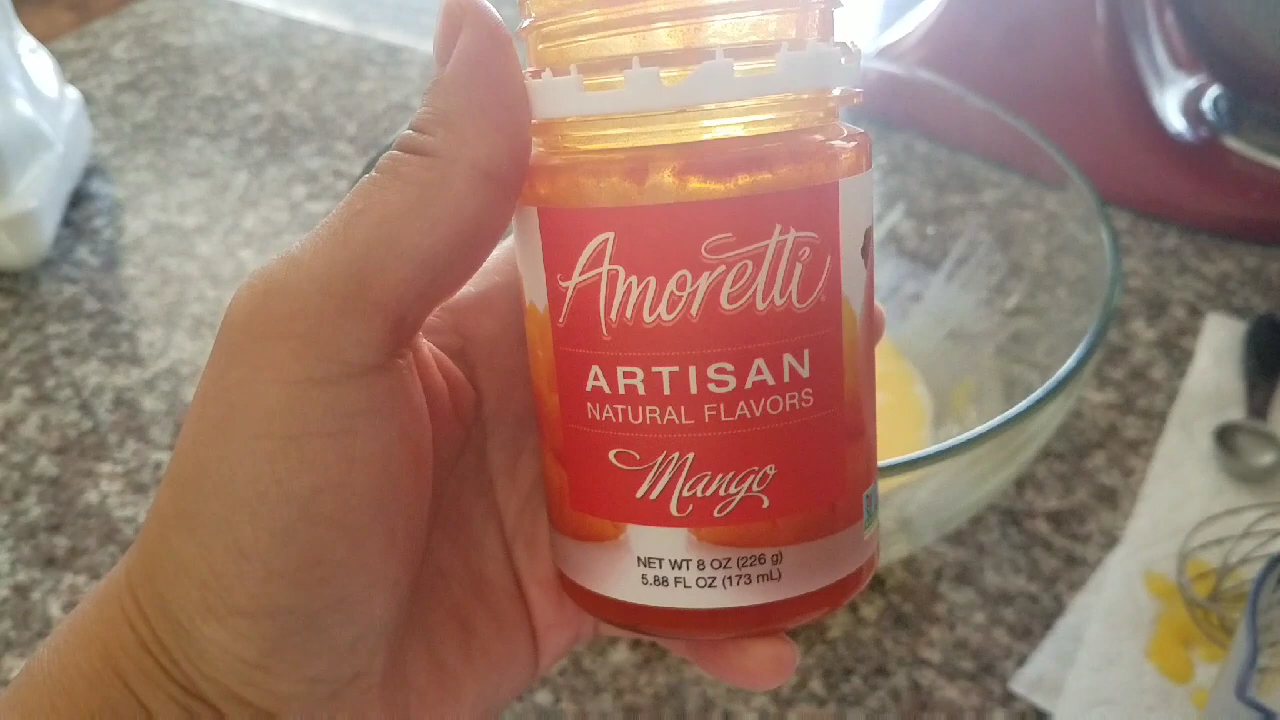 Amoretti
ARTISAN
NATURAL FLAVORS
Mango
NET WT 8 OZ (226 g)
5.88 FL OZ (173 mL)